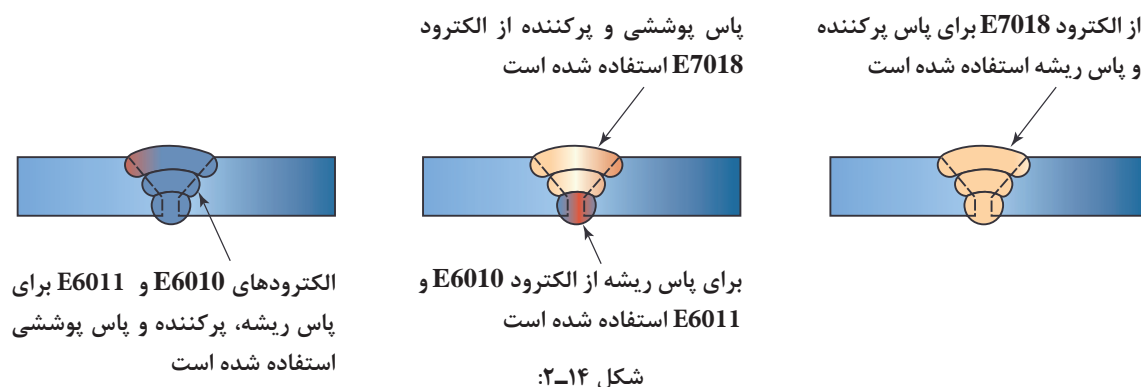 از الکترود E7018 برای پاس پرکننده
و پاس ریشه استفاده شده است
پاس پوششی و پرکننده از الکترود
E7018 استفاده شده است
الکترودهای E6010 و E6011 برای
پاس ریشه، پرکننده و پاس پوششی
استفاده شده است
برای پاس ریشه از الکترود E6010 و
E6011 استفاده شده است
شکل ۱۴ــ۲: